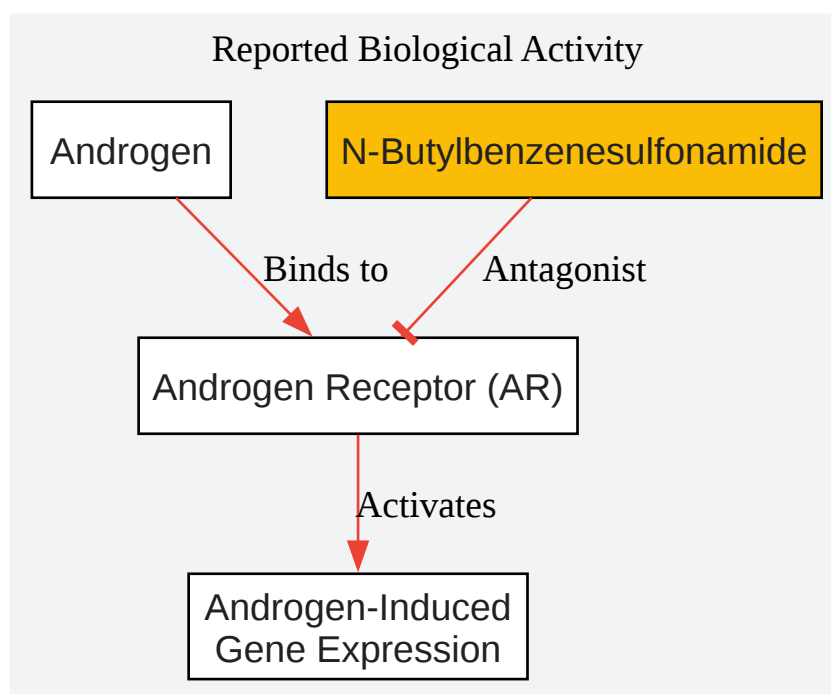 Reported Biological Activity
Androgen
N-Butylbenzenesulfonamide
Binds to
Antagonist
Androgen Receptor (AR)
Activates
Androgen-Induced
Gene Expression